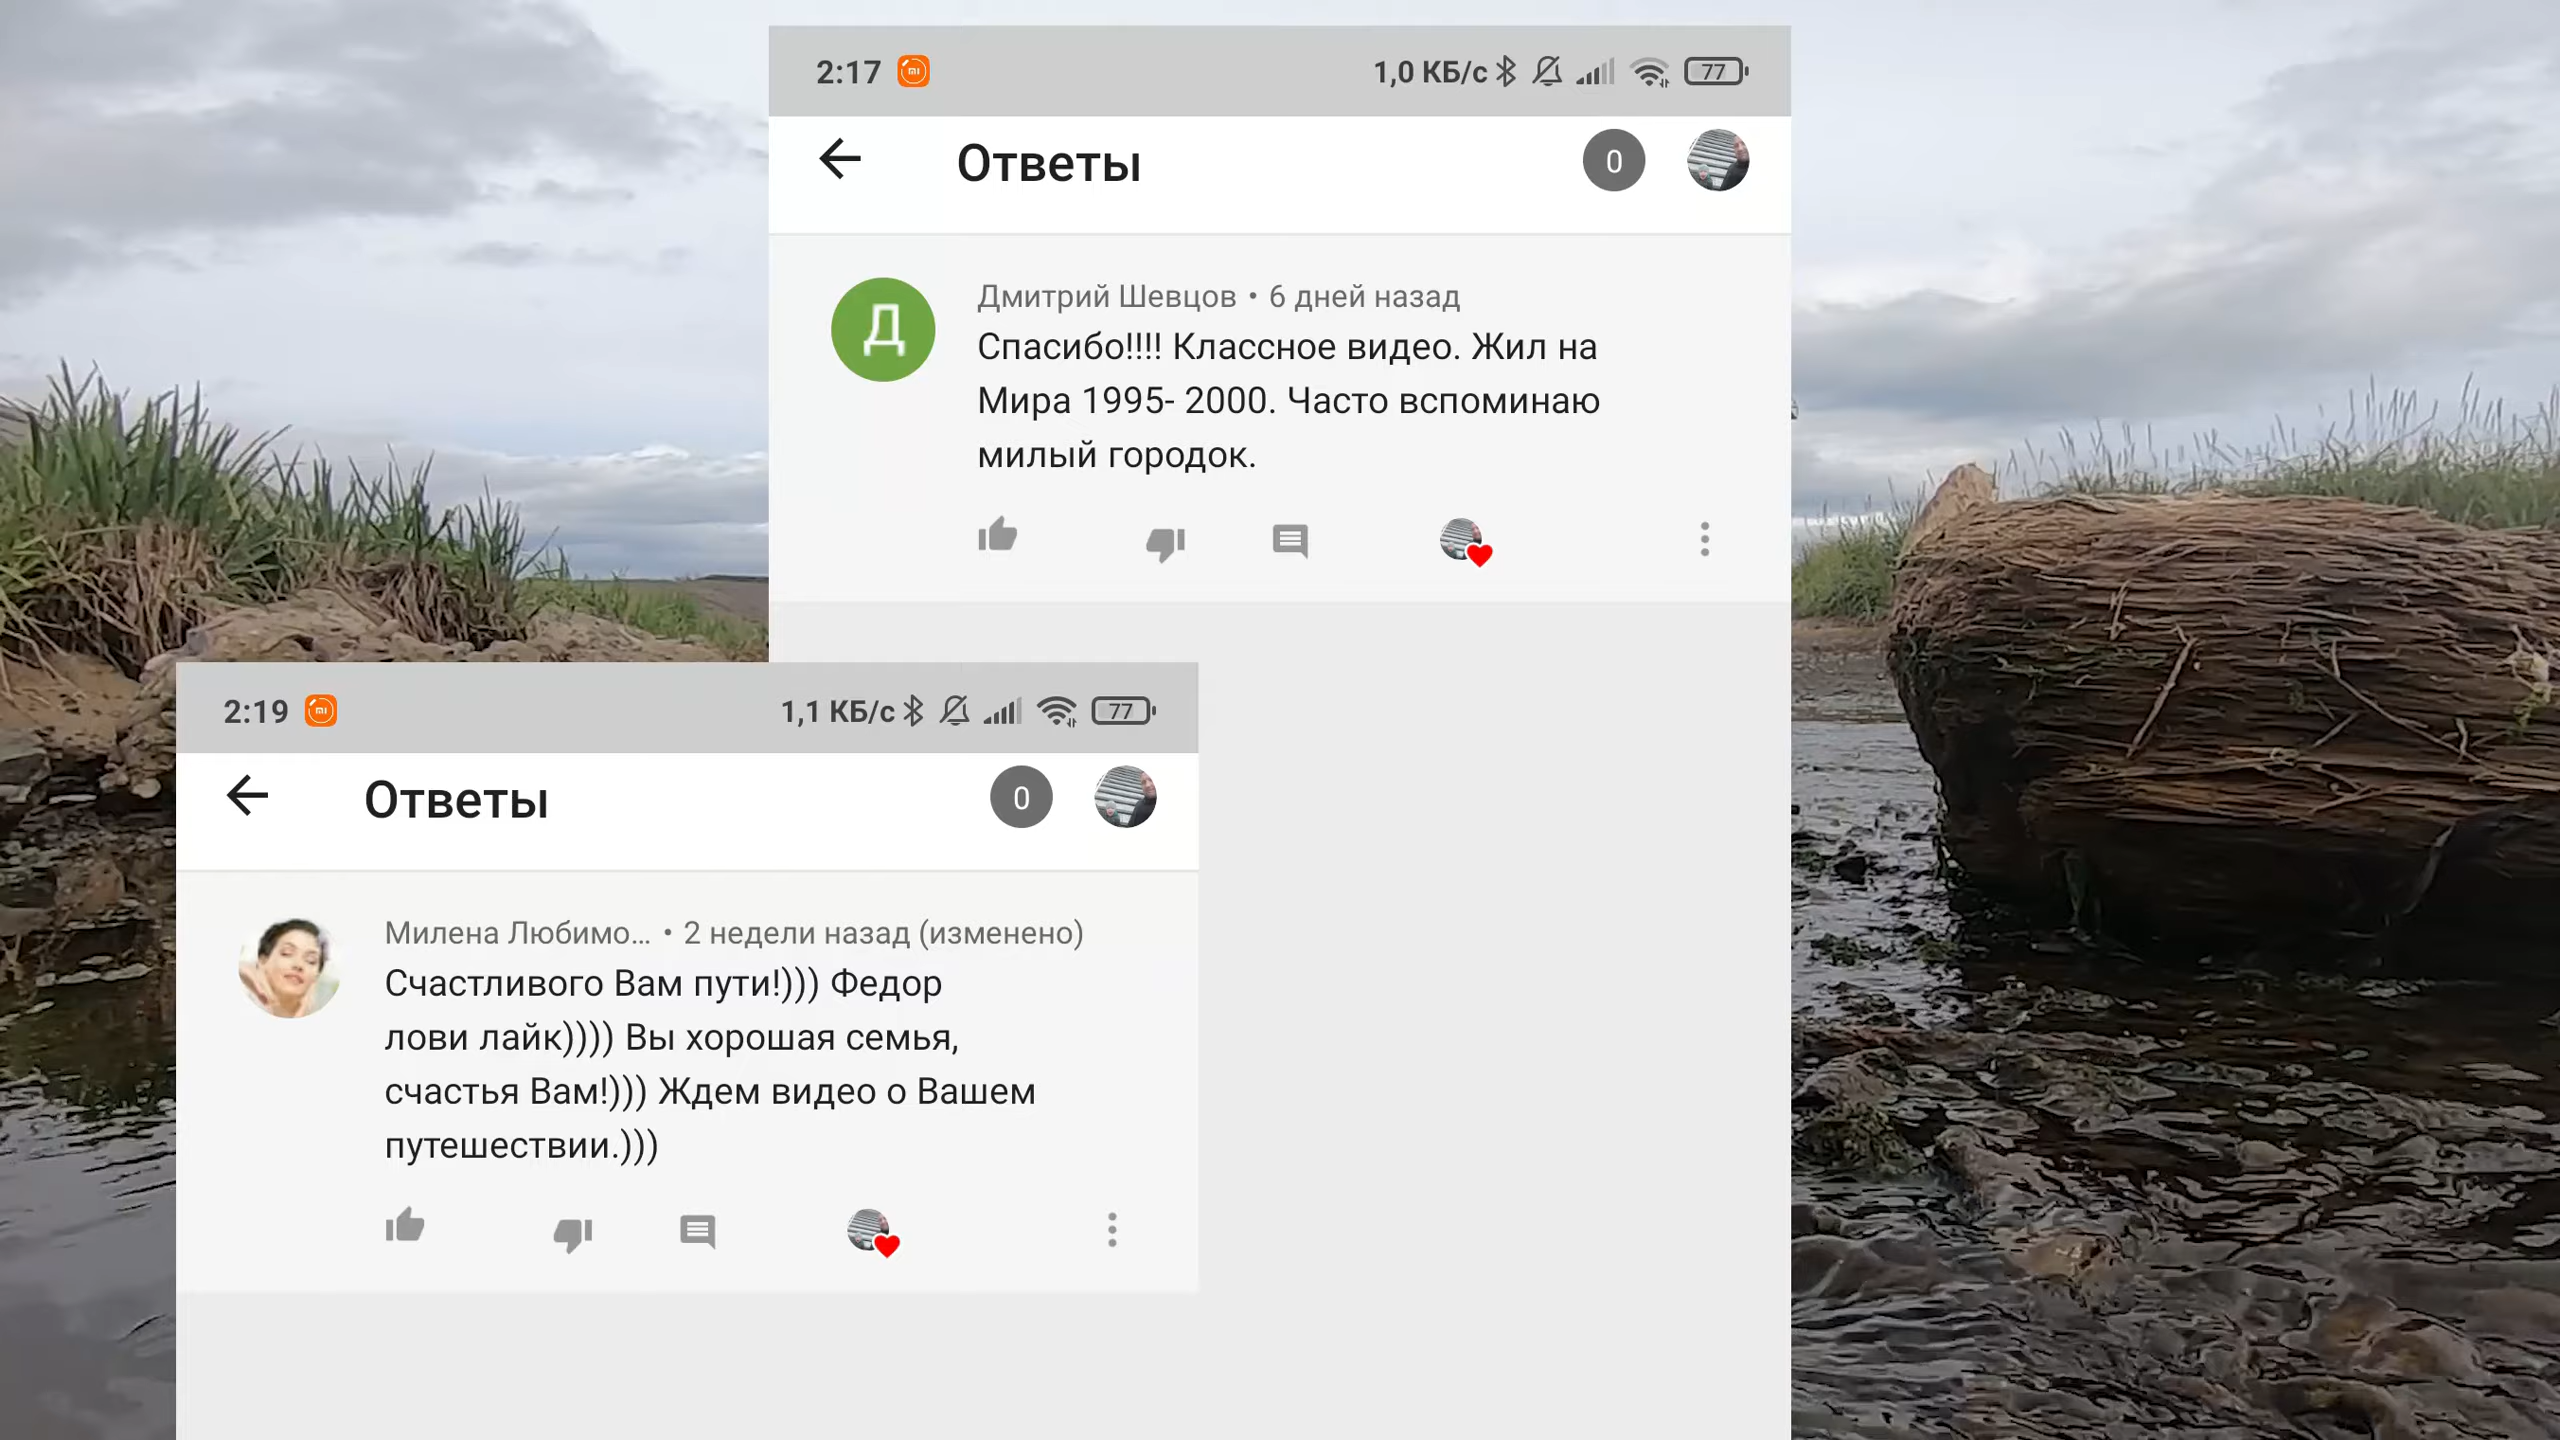 2:17
1,0 КБ/с
77
Ответы
0
Д
Дмитрий Шевцов • 6 дней назад
Спасибо!!!! Классное видео. Жил на
Мира 1995- 2000. Часто вспоминаю
милый городок.
2:19
1,1 КБ/с
77
Ответы
0
Милена Любимо... • 2 недели назад (изменено)
Счастливого Вам пути!))) Федор
лови лайк)))) Вы хорошая семья,
счастья Вам!))) Ждем видео о Вашем
путешествии.)))